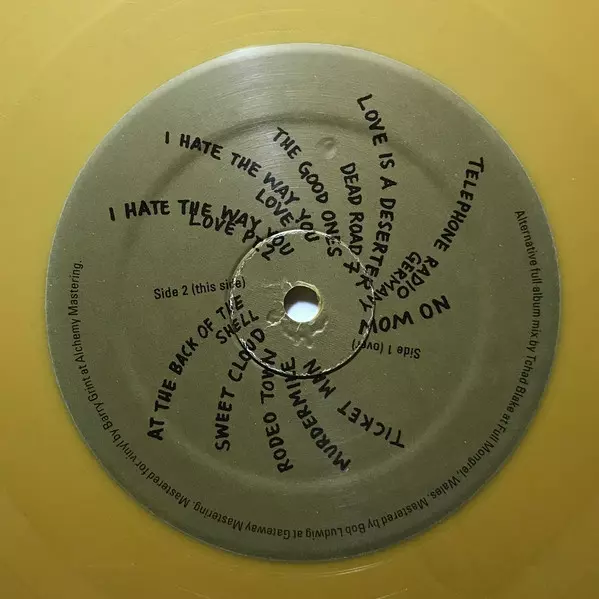 NO WOW
TELEPHONE RADIO
GERMANY
LOVE IS A DESERTER
DEAD ROAD 7
THE GOOD ONES
I HATE THE WAY YOU
LOVE
I HATE THE WAY YOU
LOVE PT 2
Side 2 (this side)
AT THE BACK OF THE
SHELL
SWEET CLOUD
RODEO TOWN
MURDERMILE
TICKET MAN
Side 1 (over)
Alternative full album mix by Tchad Blake at Full Mongrel, Wales. Mastered by Bob Ludwig at Gateway Mastering. Mastered for vinyl by Barry Grint at Alchemy Mastering.